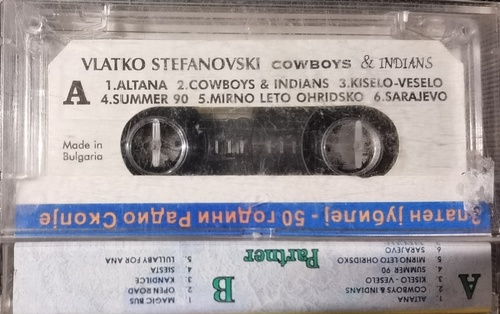 VLATKO STEFANOVSKI COWBOYS & INDIANS
A
1.ALTANA 2.COWBOYS & INDIANS 3.KISELO-VESELO
4.SUMMER 90 5.MIRNO LETO OHRIDSKO 6.SARAJEVO
Made in
Bulgaria
Златен јубилеј - 50 години Радио Скопје
A
1. ALTANA
2. COWBOYS & INDIANS
3. KISELO - VESELO
4. SUMMER 90
5. MIRNO LETO OHRIDSKO
6. SARAJEVO
Partner
B
1 MAGIC BUS
2 OPEN ROAD
3 KANDILCE
4. SIESTA
5. LULLABY FOR ANA